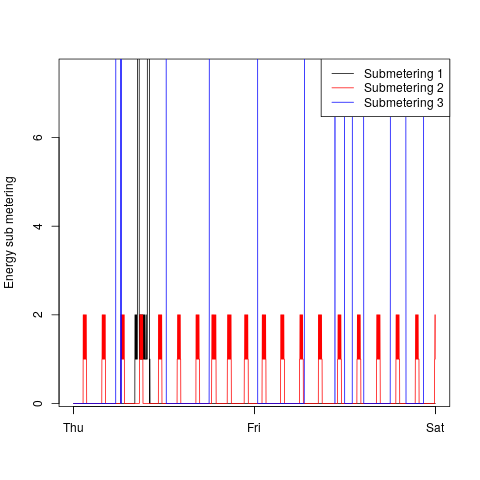 Submetering 1
Submetering 2
Submetering 3
Energy sub metering
6
4
2
0
Thu Fri Sat